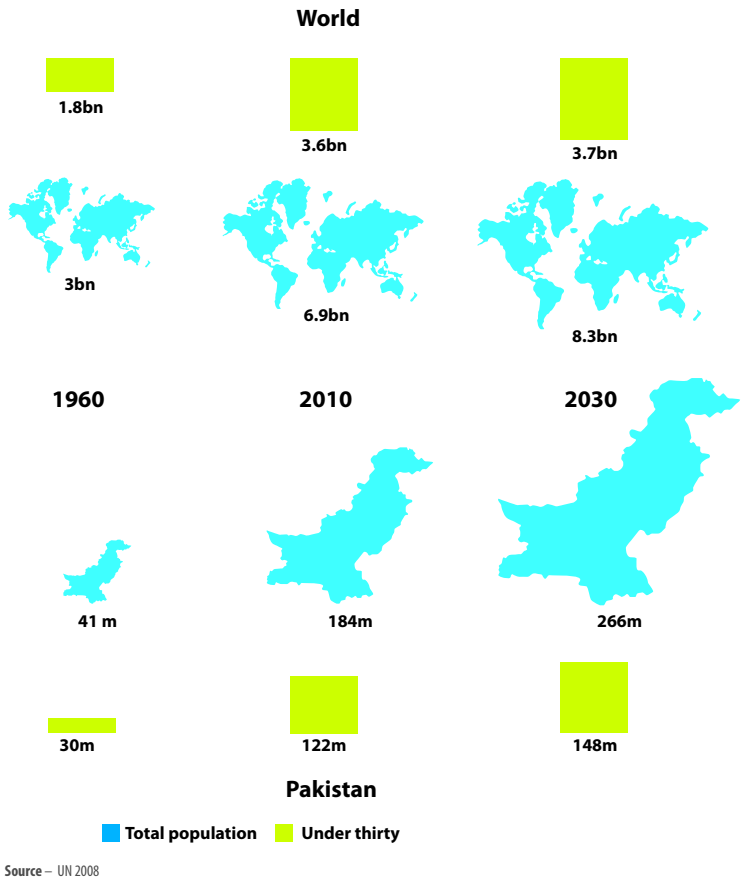 World
1.8bn
3.6bn
3.7bn
3bn
6.9bn
8.3bn
1960 2010 2030
41 m 184m 266m
30m 122m 148m
Pakistan
Total population Under thirty
Source – UN 2008